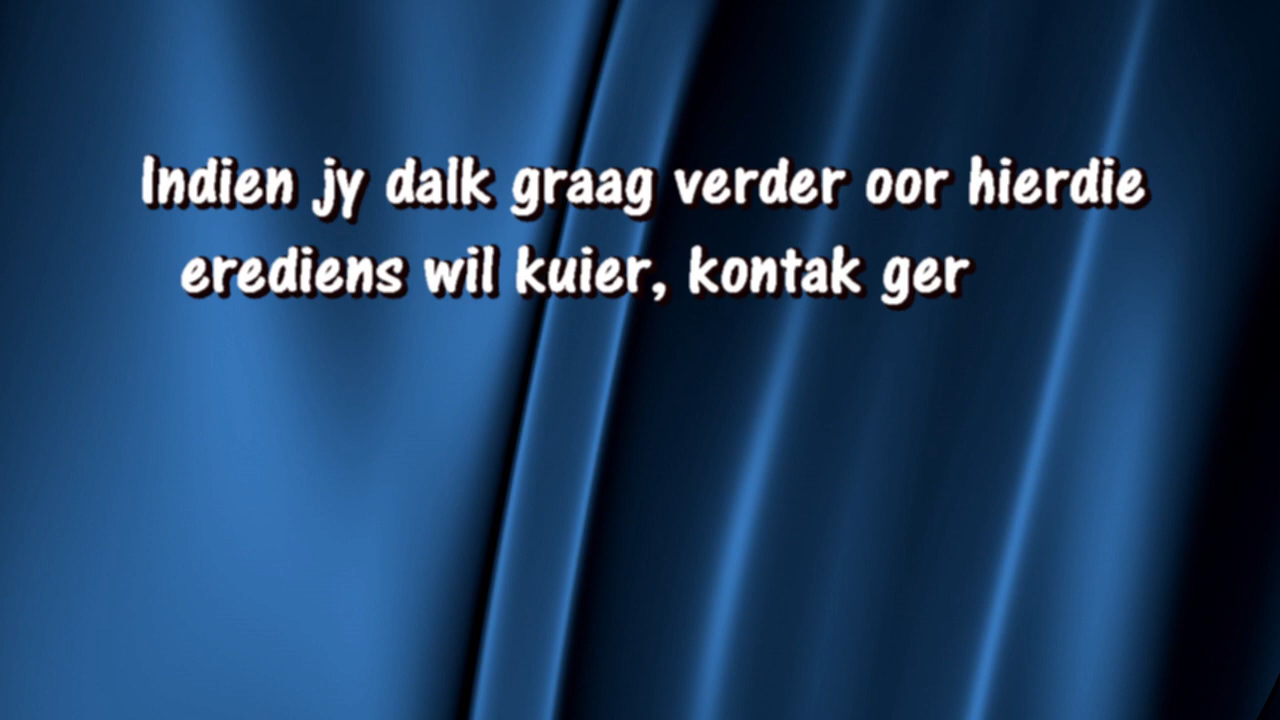 Indien jy dalk graag verder oor hierdie
erediens wil kuier, kontak ger